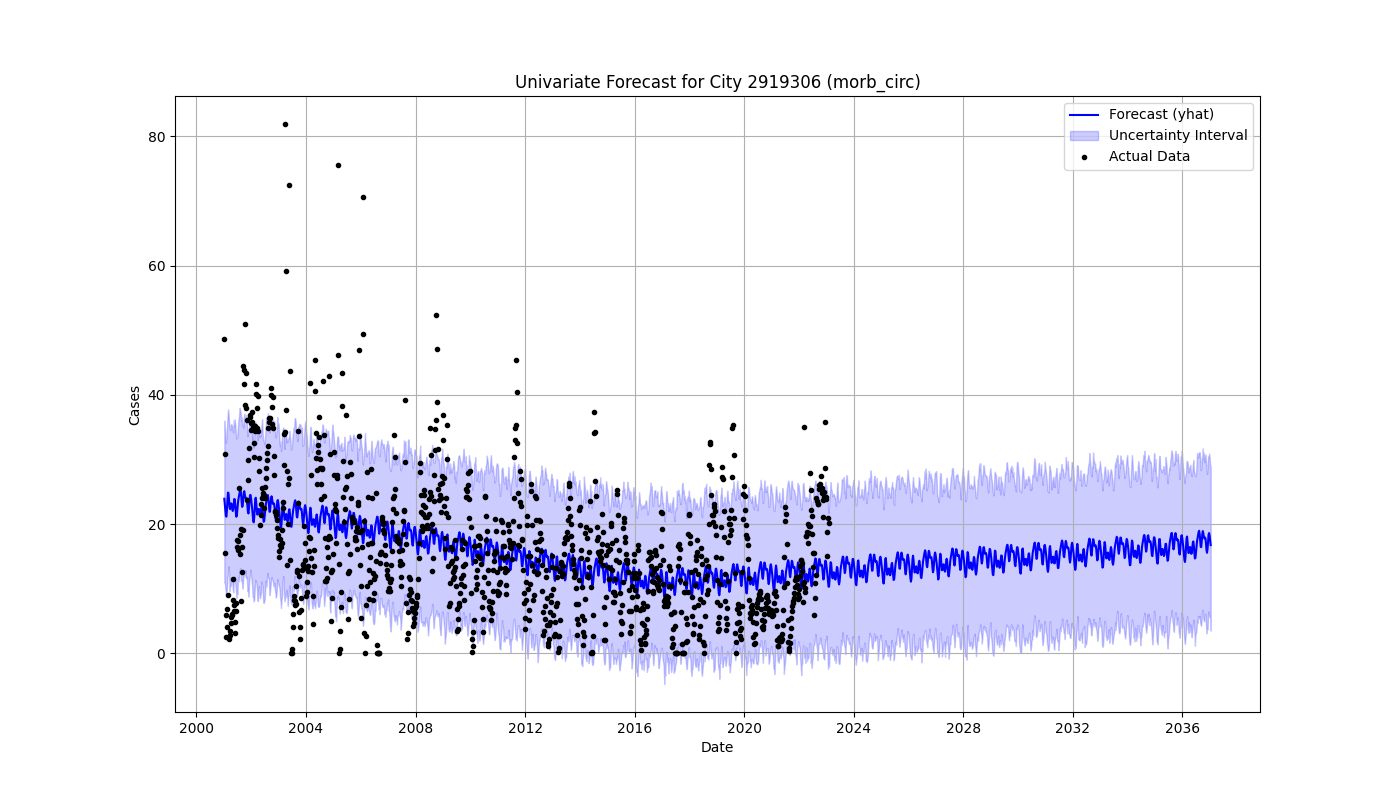 Univariate Forecast for City 2919306 (morb_circ)
Forecast (yhat)
Uncertainty Interval
Actual Data
Cases
80
60
40
20
0
2000 2004 2008 2012 2016 2020 2024 2028 2032 2036
Date